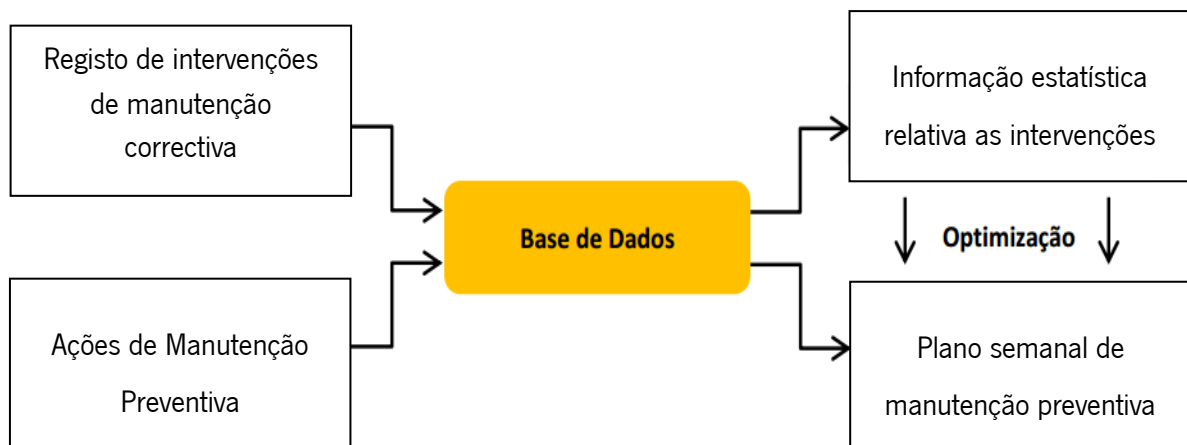 Registo de intervenções
de manutenção
correctiva
Ações de Manutenção
Preventiva
Base de Dados
Informação estatística
relativa as intervenções
Optimização
Plano semanal de
manutenção preventiva